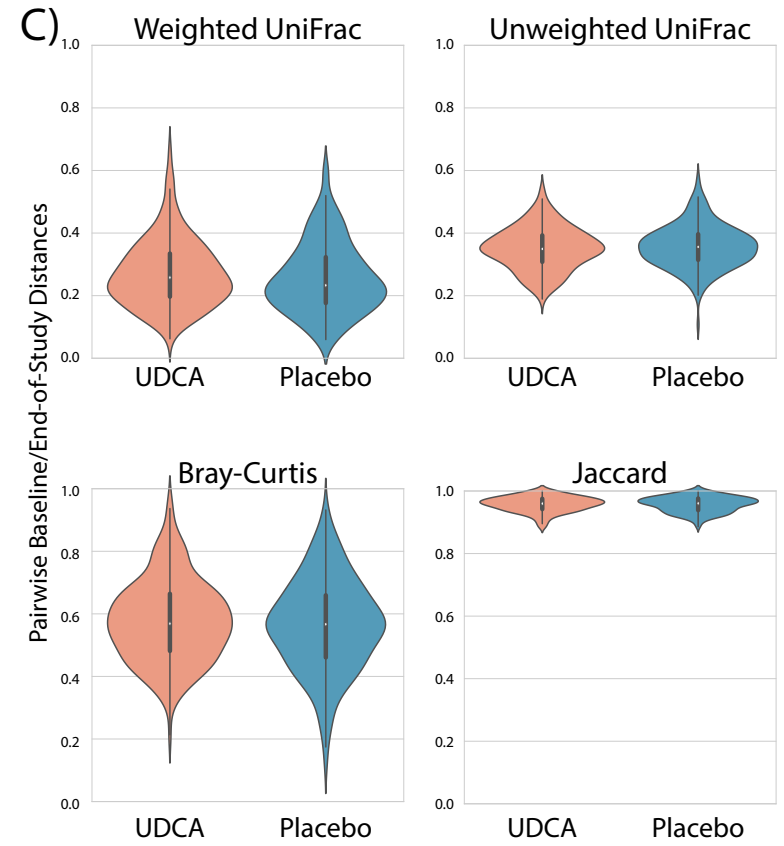 C)
Weighted UniFrac
Unweighted UniFrac
Pairwise Baseline/End-of-Study Distances
1.0
0.8
0.6
0.4
0.2
0.0
UDCA Placebo
1.0
0.8
0.6
0.4
0.2
0.0
UDCA Placebo
Bray-Curtis
1.0
0.8
0.6
0.4
0.2
0.0
UDCA Placebo
Jaccard
1.0
0.8
0.6
0.4
0.2
0.0
UDCA Placebo